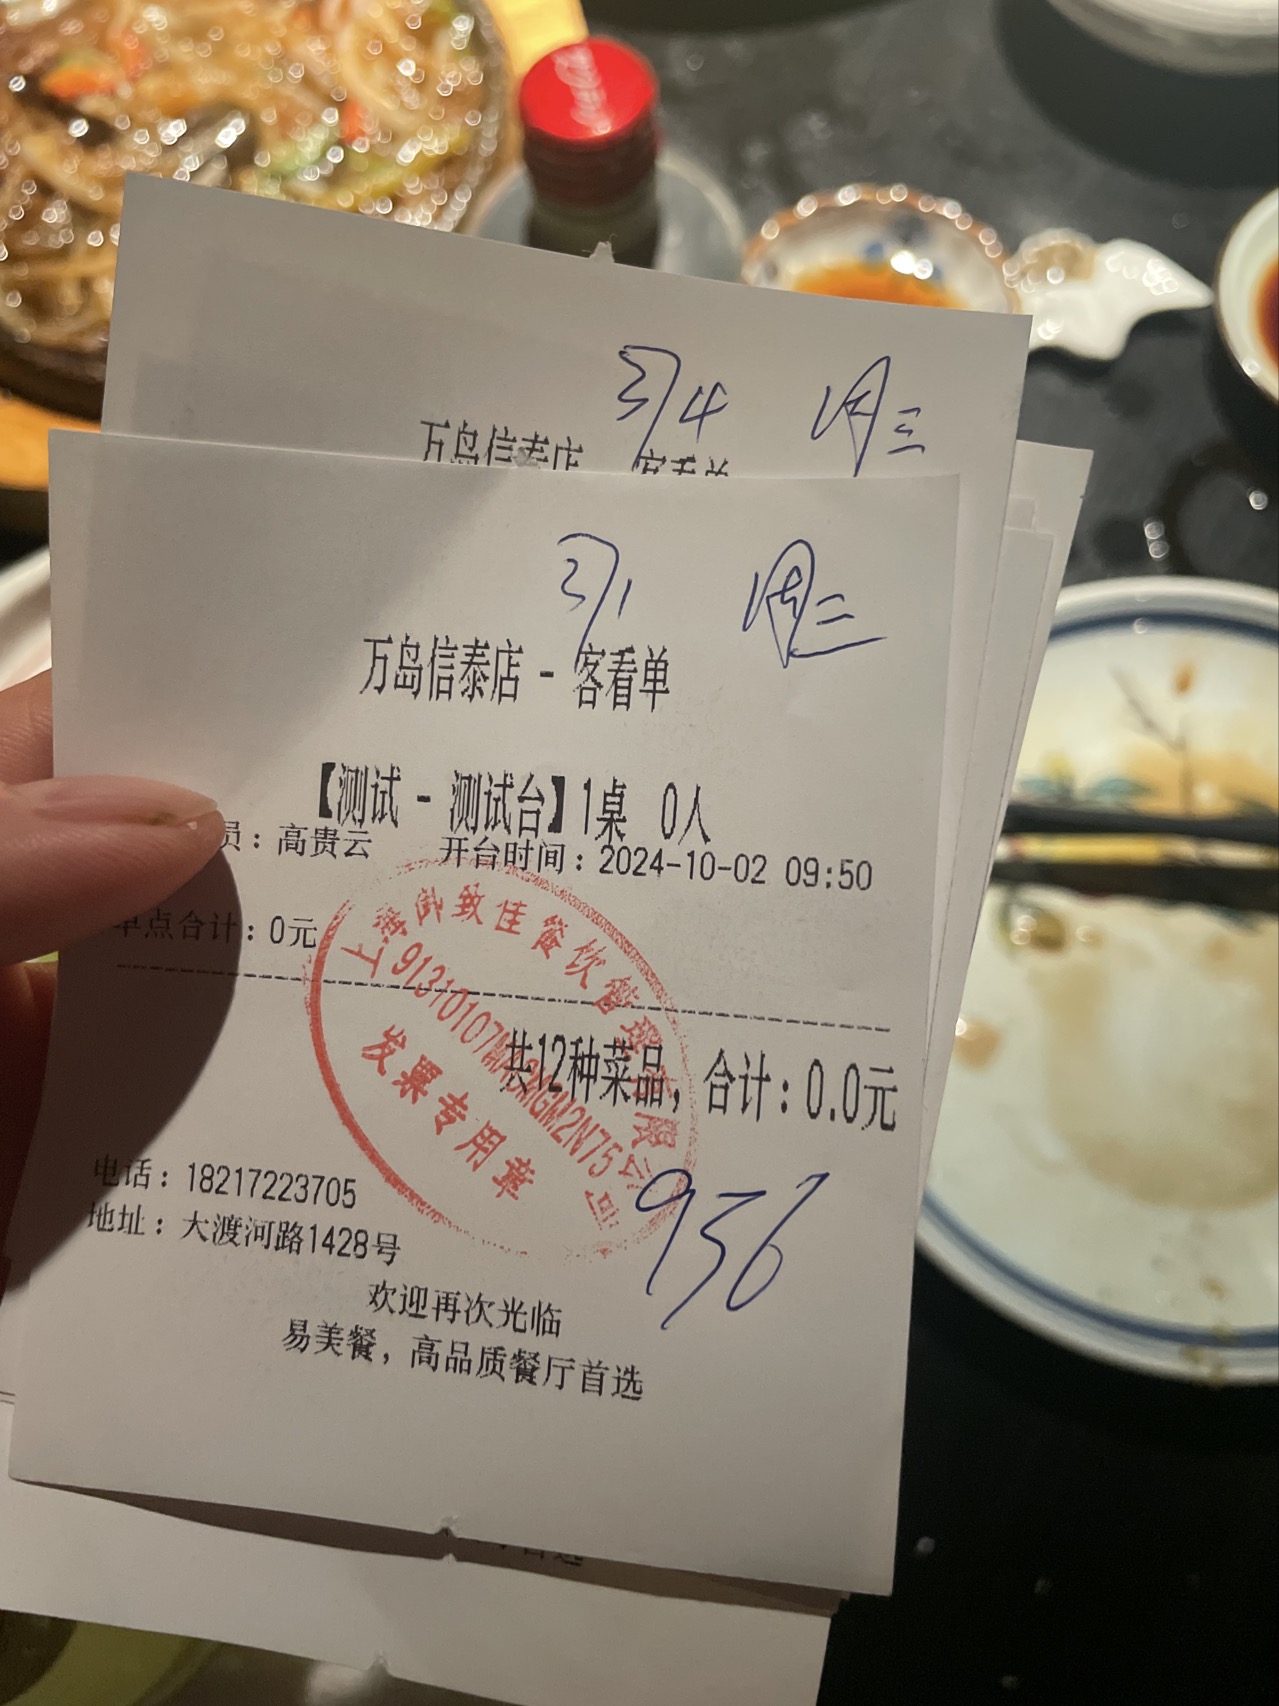 3/4 周三
万岛信泰店 客看单
3/1 周二
万岛信泰店 - 客看单
【测试 - 测试台】1桌 0人
员：高贵云 开台时间：2024-10-02 09:50
单点合计：0元
共12种菜品，合计：0.0元
发票专用章
936
电话：18217223705
地址：大渡河路1428号
欢迎再次光临
易美餐，高品质餐厅首选